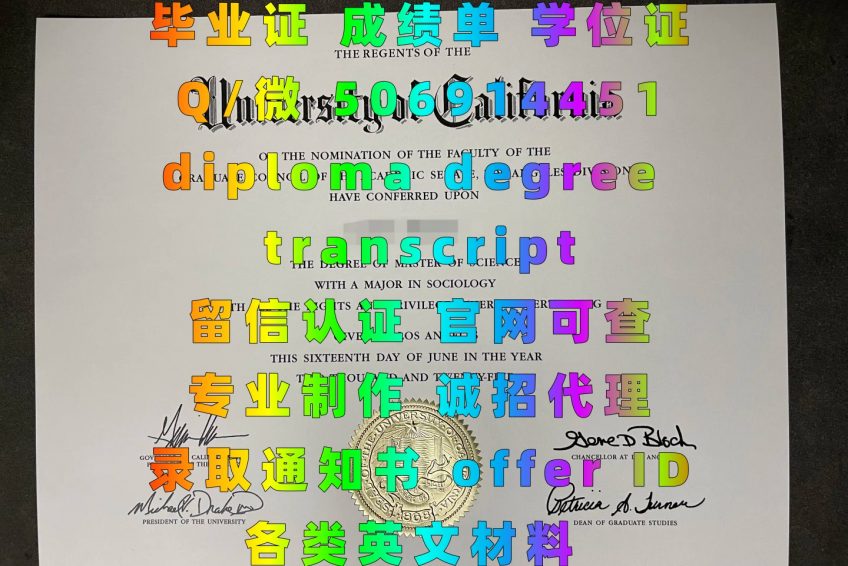 毕业证 成绩单 学位证
THE REGENTS OF THE
University of California
Q/微 506914451
ON THE NOMINATION OF THE FACULTY OF THE
diploma degree
HAVE CONFERRED UPON
transcript
THE DEGREE OF MASTER OF SCIENCE
WITH A MAJOR IN SOCIOLOGY
留信认证 官网可查
THIS SIXTEENTH DAY OF JUNE IN THE YEAR
专业制作 诚招代理
录取通知书 offer ID
PRESIDENT OF THE UNIVERSITY
DEAN OF GRADUATE STUDIES
各类英文材料